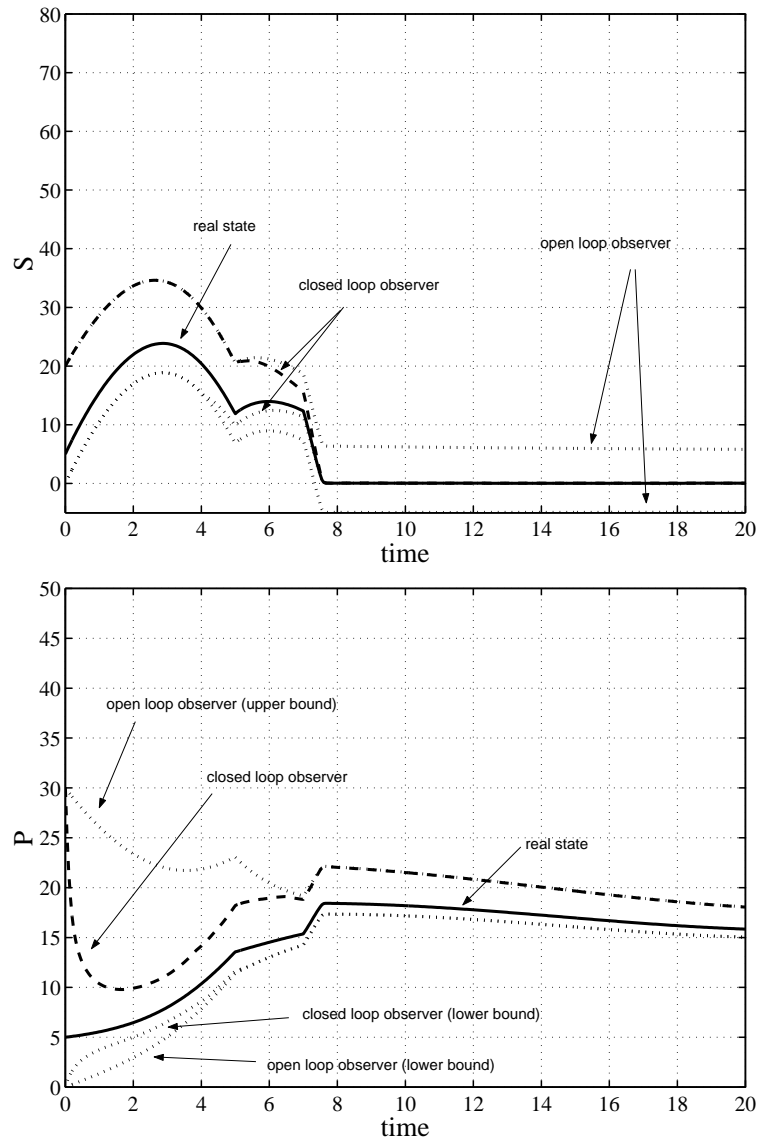 80
70
60
50
40
30
20
10
0
S
real state
open loop observer
closed loop observer
0 2 4 6 8 10 12 14 16 18 20
time
50
45
40
35
30
25
20
15
10
5
0
P
open loop observer (upper bound)
closed loop observer
real state
closed loop observer (lower bound)
open loop observer (lower bound)
0 2 4 6 8 10 12 14 16 18 20
time